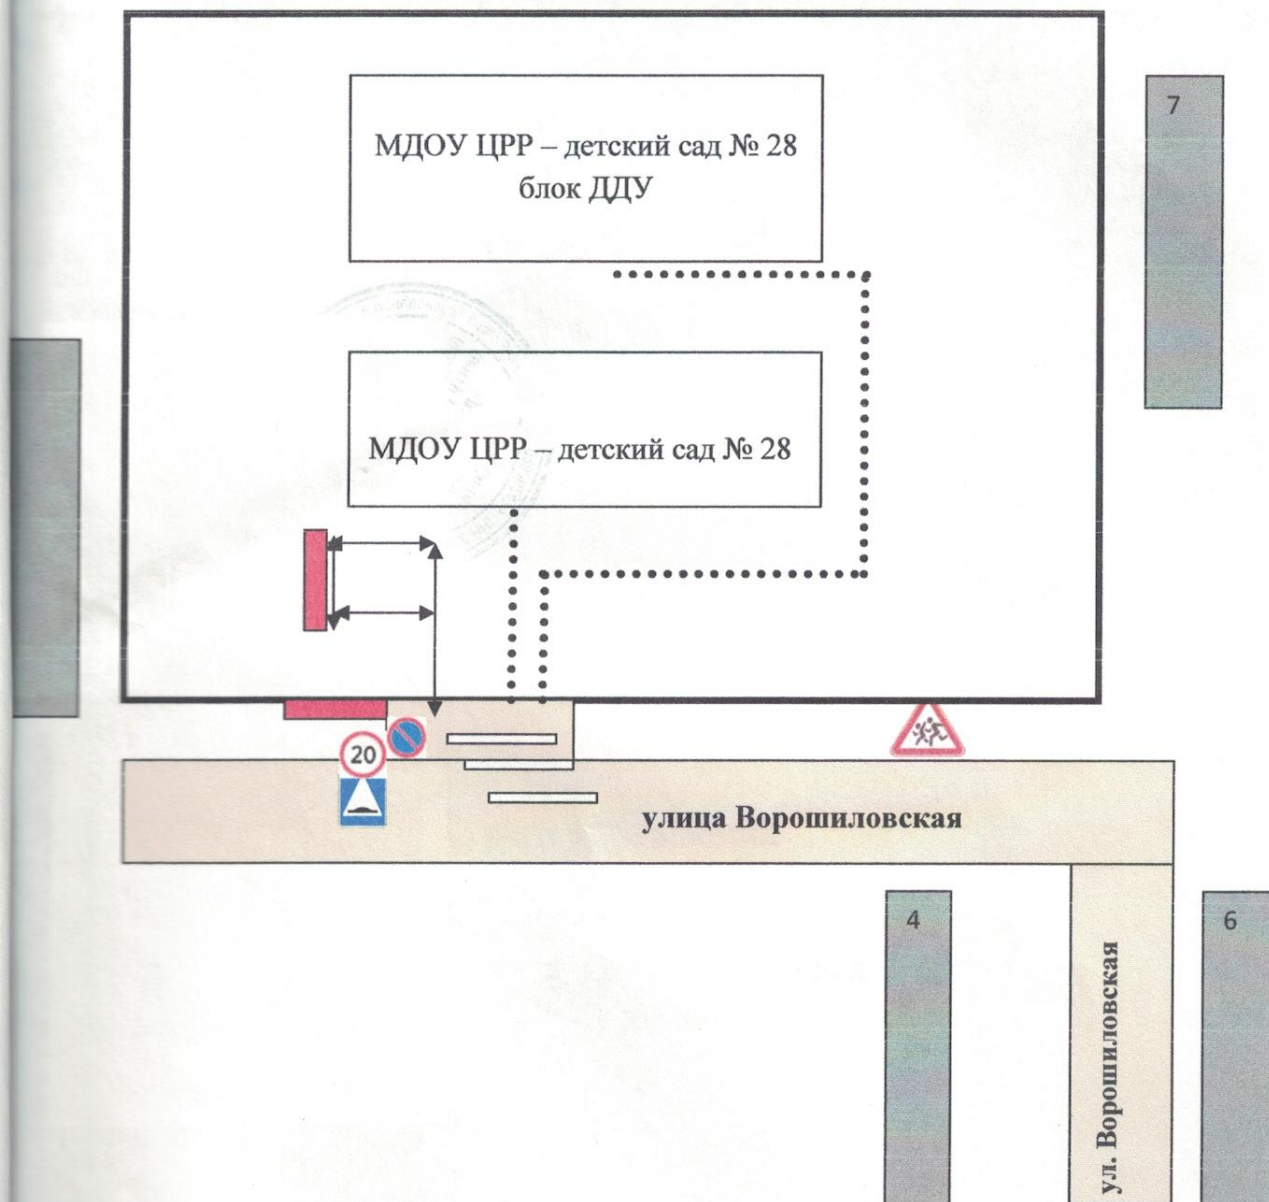 МДОУ ЦРР – детский сад № 28
блок ДДУ
7
МДОУ ЦРР – детский сад № 28
20
улица Ворошиловская
4
6
ул. Ворошиловская